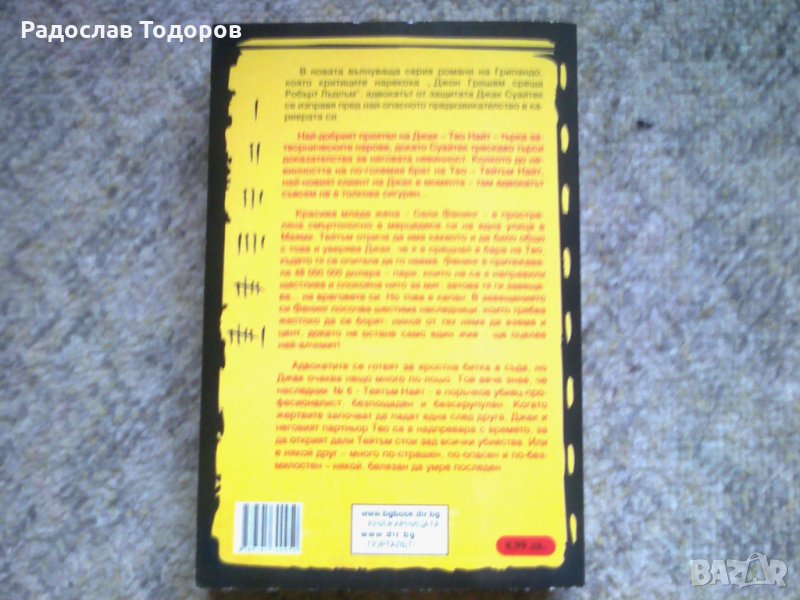 Радослав Тодоров
В новата вълнуваща серия романи на Грипандо,
която критиците нарекоха „Джон Гришам среща
Робърт Лъдлъм", адвокатът от защитата Джак Суайтек
се изправя пред най-опасното предизвикателство в ка-
риерата си.
Най-добрият приятел на Джак – Тео Найт – търка за-
творническите нарове, докато Суайтек трескаво търси
доказателства за неговата невинност. Колкото до не-
винността на по-големия брат на Тео – Тейтъм Найт,
най-новият клиент на Джак в момента – там адвокатът
съвсем не е толкова сигурен...
Красива млада жена – Сали Фенинг – е простре-
ляна смъртоносно в мерцедеса си на една улица в
Маями. Тейтъм отрича да има каквото и да било общо
с това и уверява Джак, че я е срещнал в бара на Тео,
където тя се опитала да го наеме. Фенинг е притежава-
ла 46 000 000 долара – пари, които не са я направили
щастлива и спокойна нито за миг, затова тя ги завеща-
ва... на враговете си. Но това е капан. В завещанието
си Фенинг посочва шестима наследници, които трябва
жестоко да се борят: никой от тях няма да вземе и
цент, докато не остане само един жив – ще оцелее
най-алчният!
Адвокатите се готвят за яростна битка в съда, но
Джак очаква нещо много по-лошо. Той вече знае, че
наследник № 6 – Тейтъм Найт – е поръчков убиец-про-
фесионалист, безпощаден и безскрупулен. Когато
жертвите започват да падат една след друга, Джак и
неговият партньор Тео са в надпревара с времето, за
да открият дали Тейтъм стои зад всички убийства. Или
е някой друг – много по-страшен, по-опасен и по-без-
милостен – някой, белязан да умре последен.
www.bgbook.dir.bg
КНИЖАРНИЦАТА
www.dir.bg
ПОРТАЛЪТ
8,99 лв.
BAZAR